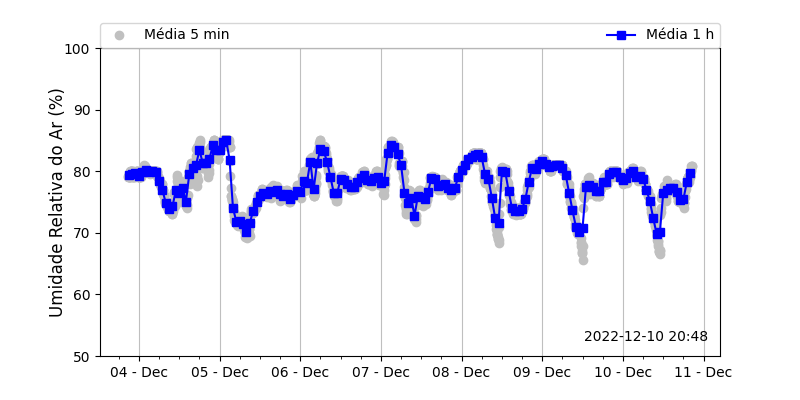 Média 5 min Média 1 h
100
90
80
70
60
50
Umidade Relativa do Ar (%)
2022-12-10 20:48
04 - Dec 05 - Dec 06 - Dec 07 - Dec 08 - Dec 09 - Dec 10 - Dec 11 - Dec